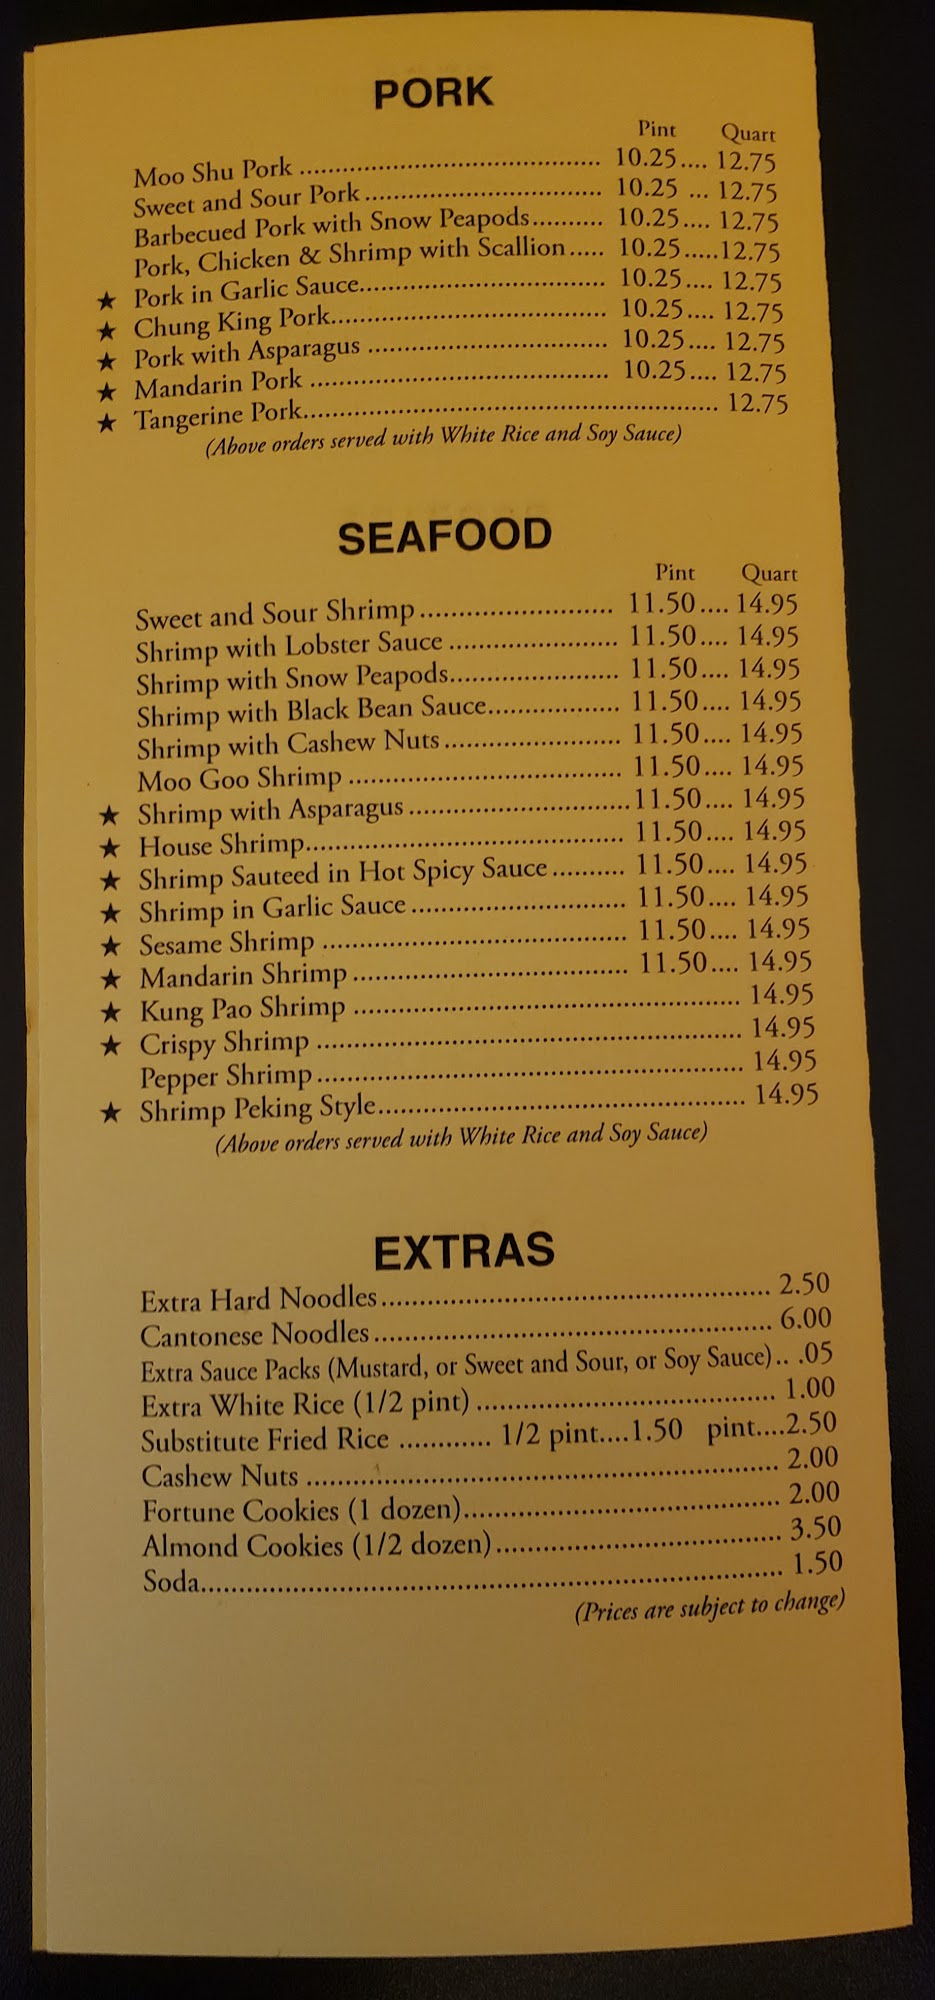 PORK
Pint Quart
Moo Shu Pork .......................................... 10.25.... 12.75
Sweet and Sour Pork ................................. 10.25 ... 12.75
Barbecued Pork with Snow Peapods.......... 10.25.... 12.75
Pork, Chicken & Shrimp with Scallion..... 10.25.....12.75
★ Pork in Garlic Sauce.................................. 10.25.... 12.75
★ Chung King Pork....................................... 10.25.... 12.75
★ Pork with Asparagus .................................. 10.25.... 12.75
★ Mandarin Pork .......................................... 10.25.... 12.75
★ Tangerine Pork.......................................................... 12.75
(Above orders served with White Rice and Soy Sauce)
SEAFOOD
Pint Quart
Sweet and Sour Shrimp........................... 11.50.... 14.95
Shrimp with Lobster Sauce ........................ 11.50.... 14.95
Shrimp with Snow Peapods........................ 11.50.... 14.95
Shrimp with Black Bean Sauce................... 11.50.... 14.95
Shrimp with Cashew Nuts ......................... 11.50.... 14.95
Moo Goo Shrimp ...................................... 11.50.... 14.95
★ Shrimp with Asparagus ...............................11.50.... 14.95
★ House Shrimp............................................ 11.50.... 14.95
★ Shrimp Sauteed in Hot Spicy Sauce .......... 11.50.... 14.95
★ Shrimp in Garlic Sauce .............................. 11.50.... 14.95
★ Sesame Shrimp .......................................... 11.50.... 14.95
★ Mandarin Shrimp ...................................... 11.50.... 14.95
★ Kung Pao Shrimp ...................................................... 14.95
★ Crispy Shrimp ........................................................... 14.95
Pepper Shrimp ........................................................... 14.95
★ Shrimp Peking Style................................................... 14.95
(Above orders served with White Rice and Soy Sauce)
EXTRAS
Extra Hard Noodles...................................................... 2.50
Cantonese Noodles ....................................................... 6.00
Extra Sauce Packs (Mustard, or Sweet and Sour, or Soy Sauce).. .05
Extra White Rice (1/2 pint) .......................................... 1.00
Substitute Fried Rice ............ 1/2 pint....1.50 pint....2.50
Cashew Nuts ................................................................. 2.00
Fortune Cookies (1 dozen)............................................ 2.00
Almond Cookies (1/2 dozen)........................................ 3.50
Soda................................................................................ 1.50
(Prices are subject to change)